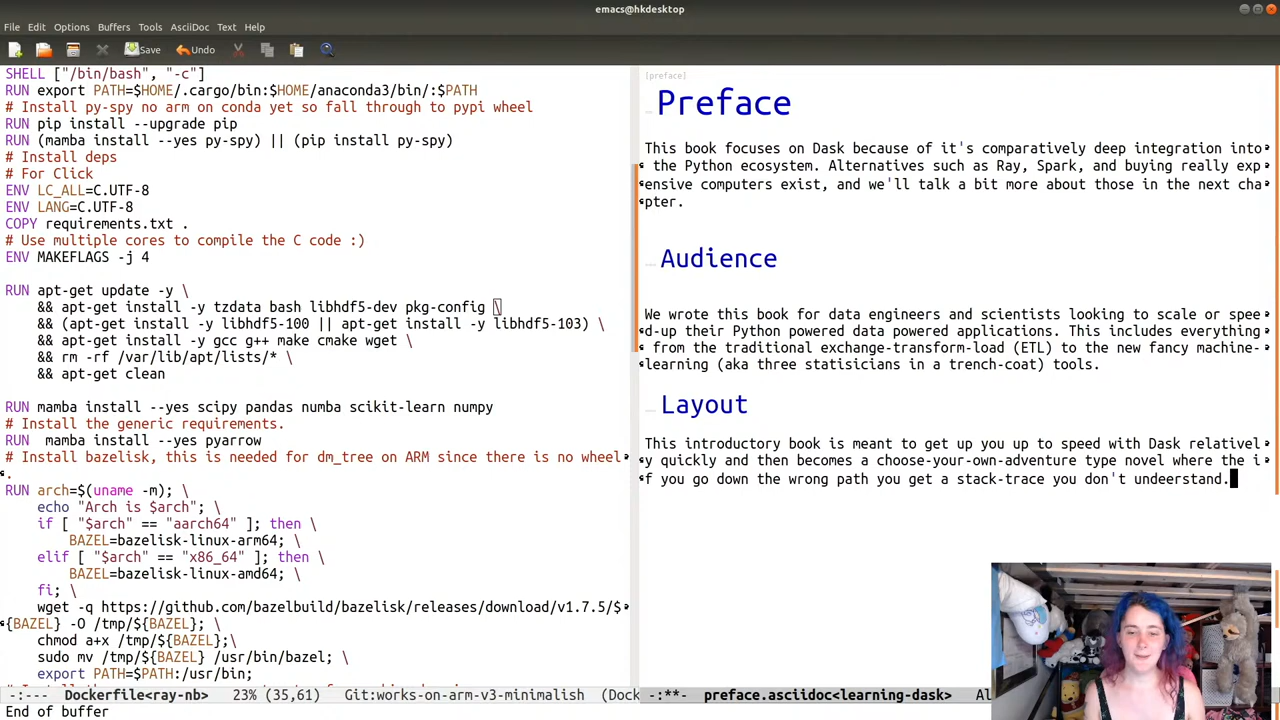 emacs@hkdesktop
File Edit Options Buffers Tools AsciiDoc Text Help
Save Undo
SHELL ["/bin/bash", "-c"]
RUN export PATH=$HOME/.cargo/bin:$HOME/anaconda3/bin/:$PATH
# Install py-spy no arm on conda yet so fall through to pypi wheel
RUN pip install --upgrade pip
RUN (mamba install --yes py-spy) || (pip install py-spy)
# Install deps
# For Click
ENV LC_ALL=C.UTF-8
ENV LANG=C.UTF-8
COPY requirements.txt .
# Use multiple cores to compile the C code :)
ENV MAKEFLAGS -j 4
RUN apt-get update -y \
&& apt-get install -y tzdata bash libhdf5-dev pkg-config \
&& (apt-get install -y libhdf5-100 || apt-get install -y libhdf5-103) \
&& apt-get install -y gcc g++ make cmake wget \
&& rm -rf /var/lib/apt/lists/* \
&& apt-get clean
RUN mamba install --yes scipy pandas numba scikit-learn numpy
# Install the generic requirements.
RUN  mamba install --yes pyarrow
# Install bazelisk, this is needed for dm_tree on ARM since there is no wheel
.
RUN arch=$(uname -m); \
echo "Arch is $arch"; \
if [ "$arch" == "aarch64" ]; then \
BAZEL=bazelisk-linux-arm64; \
elif [ "$arch" == "x86_64" ]; then \
BAZEL=bazelisk-linux-amd64; \
fi; \
wget -q https://github.com/bazelbuild/bazelisk/releases/download/v1.7.5/$
{BAZEL} -O /tmp/${BAZEL}; \
chmod a+x /tmp/${BAZEL};\
sudo mv /tmp/${BAZEL} /usr/bin/bazel; \
export PATH=$PATH:/usr/bin;
-:--- Dockerfile<ray-nb> 23% (35,61) Git:works-on-arm-v3-minimalish (Dock
End of buffer
[preface]
Preface
This book focuses on Dask because of it's comparatively deep integration into
the Python ecosystem. Alternatives such as Ray, Spark, and buying really exp
ensive computers exist, and we'll talk a bit more about those in the next cha
pter.
Audience
We wrote this book for data engineers and scientists looking to scale or spee
d-up their Python powered data powered applications. This includes everything
from the traditional exchange-transform-load (ETL) to the new fancy machine-
learning (aka three statisicians in a trench-coat) tools.
Layout
This introductory book is meant to get up you up to speed with Dask relativel
y quickly and then becomes a choose-your-own-adventure type novel where the i
f you go down the wrong path you get a stack-trace you don't undeerstand.
-:**- preface.asciidoc<learning-dask> Al